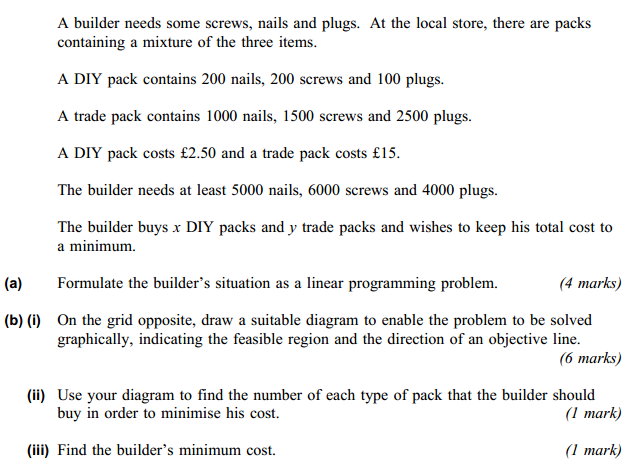 A builder needs some screws, nails and plugs. At the local store, there are packs
containing a mixture of the three items.
A DIY pack contains 200 nails, 200 screws and 100 plugs.
A trade pack contains 1000 nails, 1500 screws and 2500 plugs.
A DIY pack costs £2.50 and a trade pack costs £15.
The builder needs at least 5000 nails, 6000 screws and 4000 plugs.
The builder buys x DIY packs and y trade packs and wishes to keep his total cost to
a minimum.
(a) Formulate the builder's situation as a linear programming problem. (4 marks)
(b) (i) On the grid opposite, draw a suitable diagram to enable the problem to be solved
graphically, indicating the feasible region and the direction of an objective line.
(6 marks)
(ii) Use your diagram to find the number of each type of pack that the builder should
buy in order to minimise his cost. (1 mark)
(iii) Find the builder's minimum cost. (1 mark)